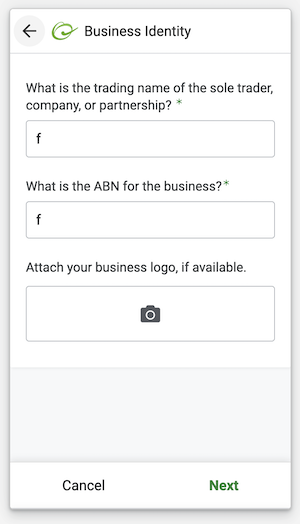 Business Identity
What is the trading name of the sole trader,
company, or partnership? *
f
What is the ABN for the business?*
f
Attach your business logo, if available.
Cancel
Next